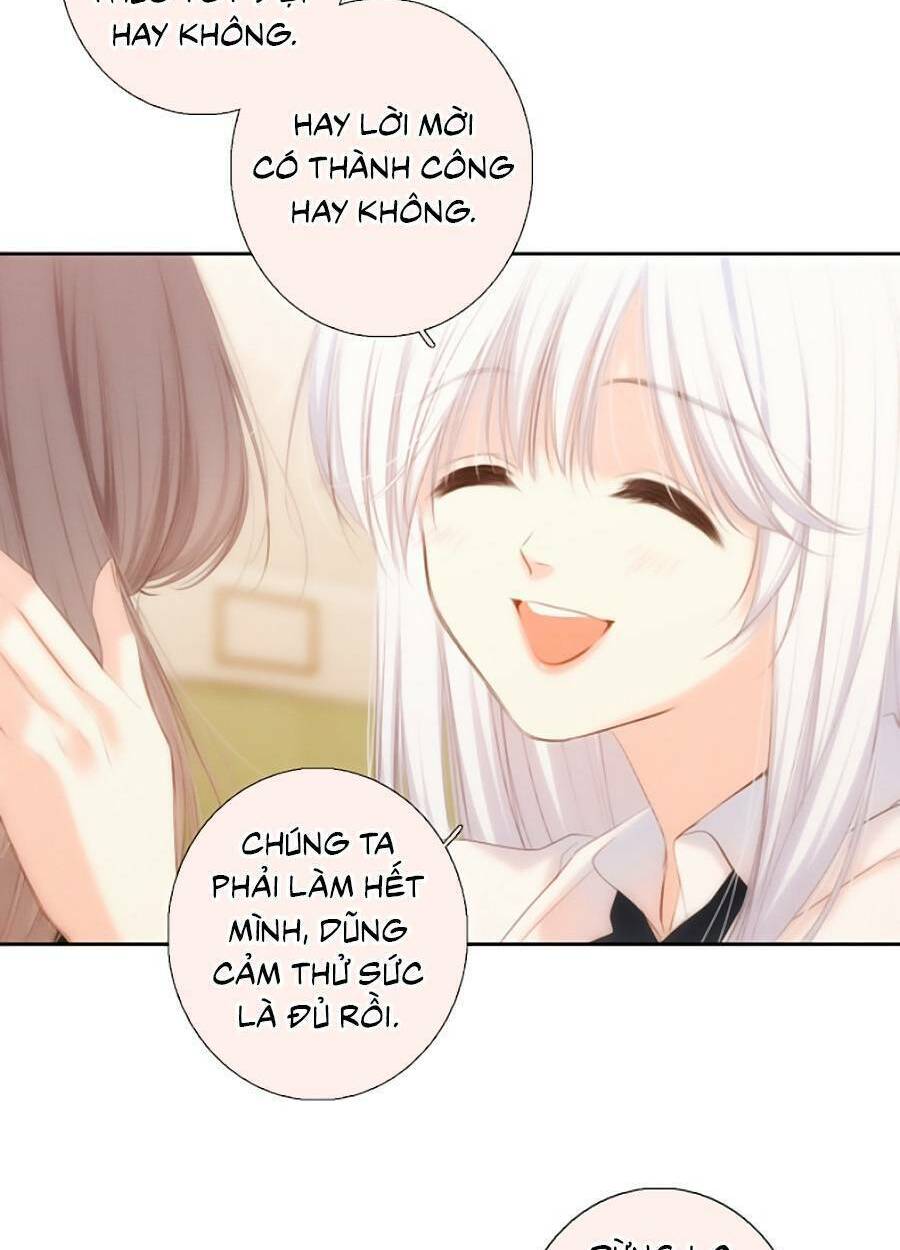 HAY KHÔNG.
HAY LỜI MỜI
CÓ THÀNH CÔNG
HAY KHÔNG.
CHÚNG TA
PHẢI LÀM HẾT
MÌNH, DŨNG
CẢM THỬ SỨC
LÀ ĐỦ RỒI.